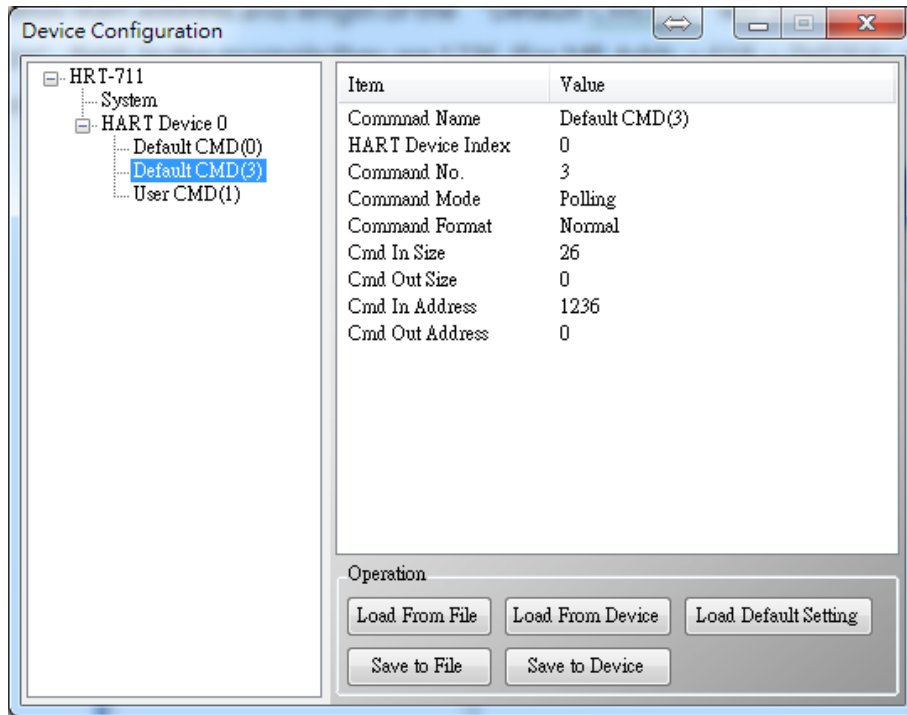 Device Configuration
HRT-711
System
HART Device 0
Default CMD(0)
Default CMD(3)
User CMD(1)
Item Value
Commnad Name Default CMD(3)
HART Device Index 0
Command No. 3
Command Mode Polling
Command Format Normal
Cmd In Size 26
Cmd Out Size 0
Cmd In Address 1236
Cmd Out Address 0
Operation
Load From File Load From Device Load Default Setting
Save to File Save to Device